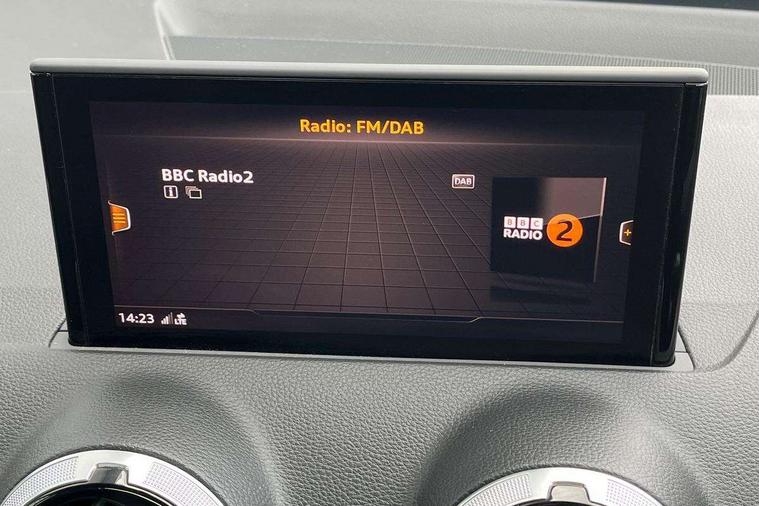 Radio: FM/DAB
BBC Radio2
DAB
BBC
RADIO 2
14:23 LTE